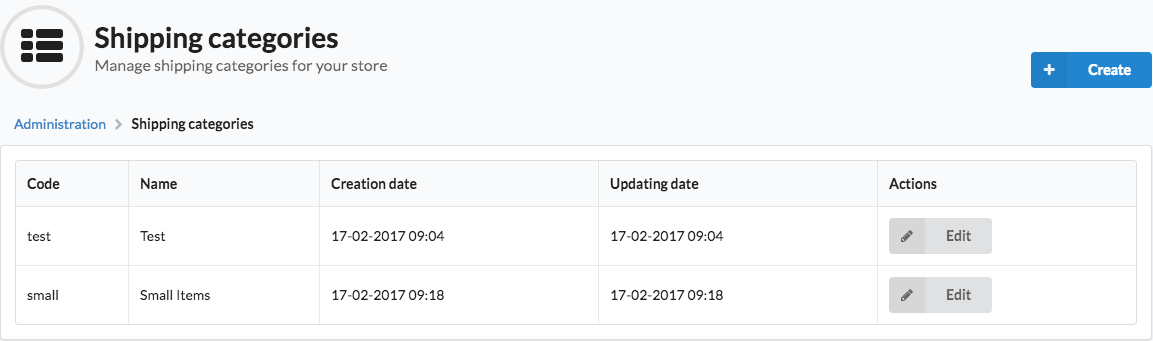 Shipping categories
Manage shipping categories for your store
Create
Administration Shipping categories
Code Name Creation date Updating date Actions
test Test 17-02-2017 09:04 17-02-2017 09:04 Edit
small Small Items 17-02-2017 09:18 17-02-2017 09:18 Edit